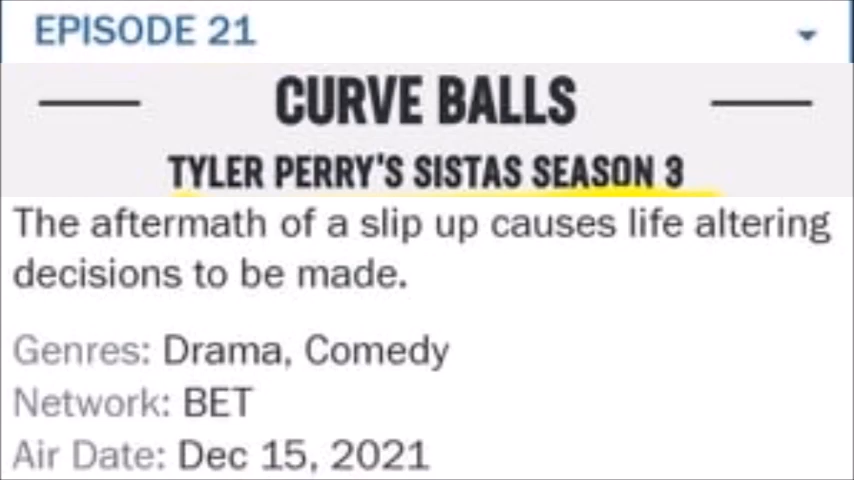 EPISODE 21
CURVE BALLS
TYLER PERRY'S SISTAS SEASON 3
The aftermath of a slip up causes life altering
decisions to be made.
Genres: Drama, Comedy
Network: BET
Air Date: Dec 15, 2021